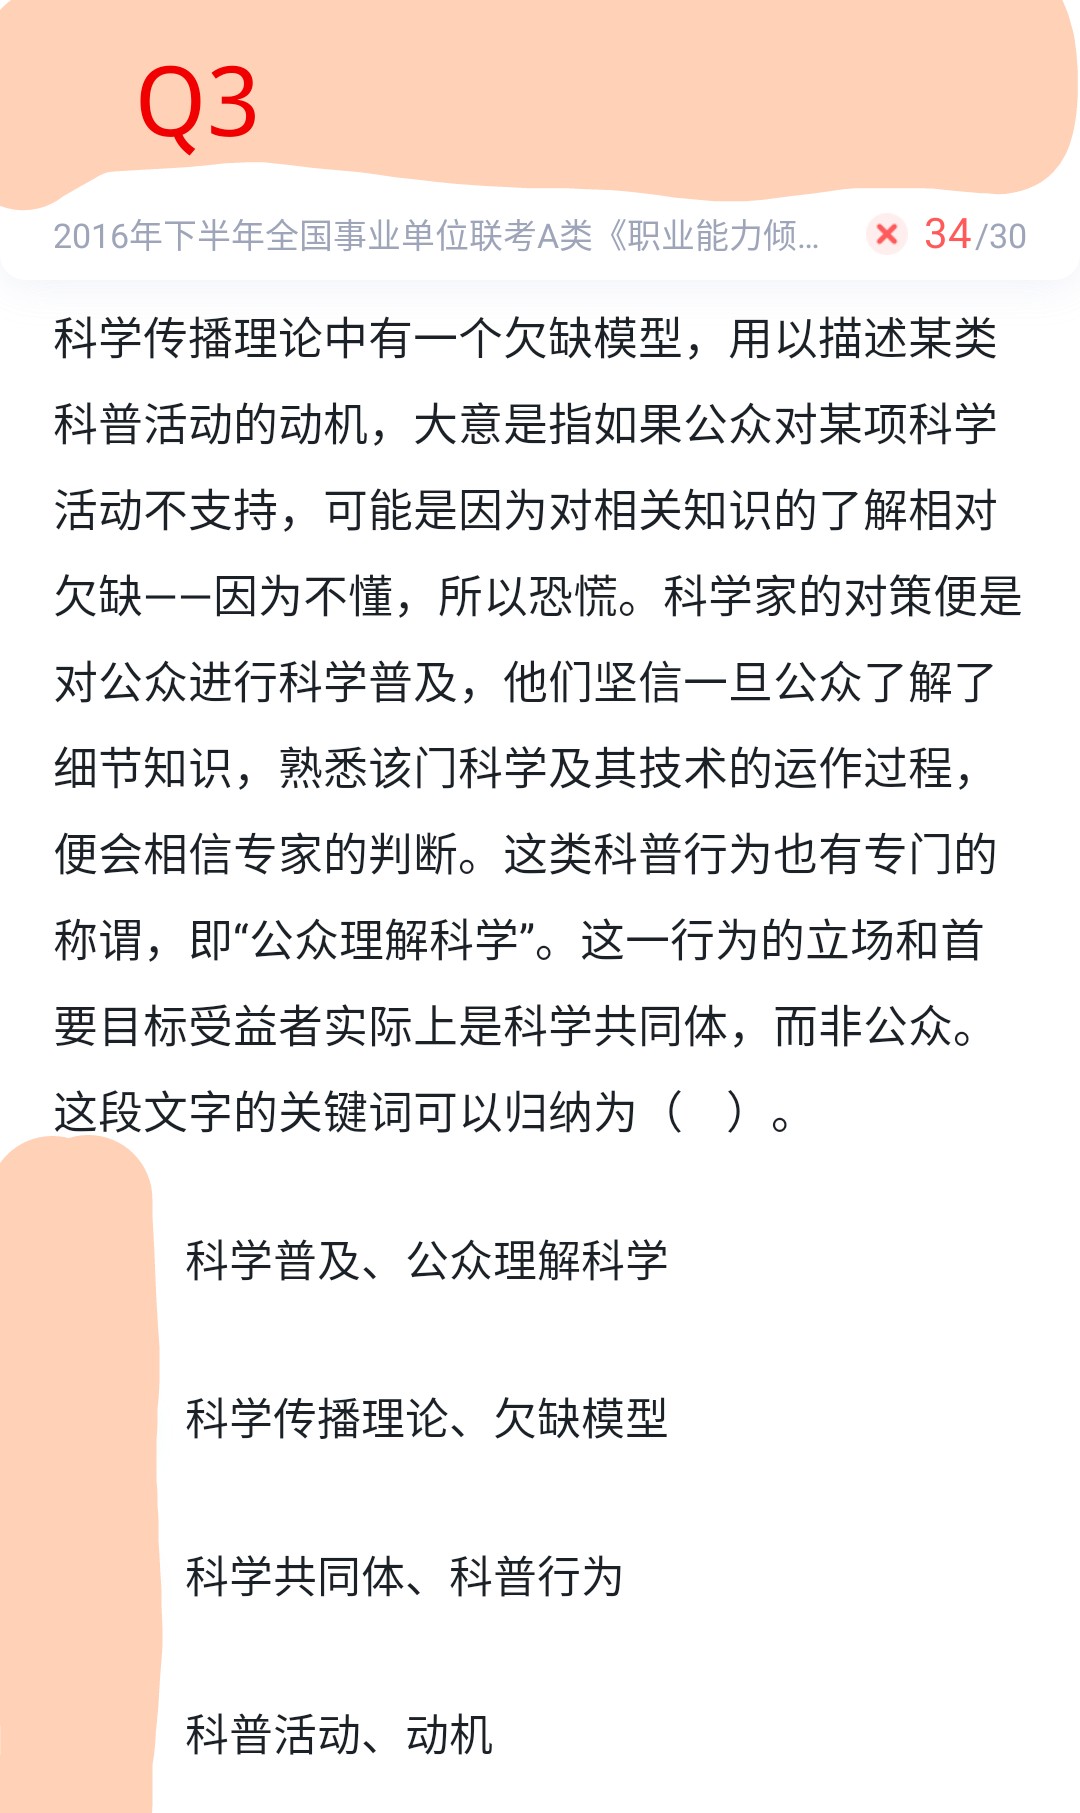 Q3
2016年下半年全国事业单位联考A类《职业能力倾...
34/30
科学传播理论中有一个欠缺模型，用以描述某类
科普活动的动机，大意是指如果公众对某项科学
活动不支持，可能是因为对相关知识的了解相对
欠缺——因为不懂，所以恐慌。科学家的对策便是
对公众进行科学普及，他们坚信一旦公众了解了
细节知识，熟悉该门科学及其技术的运作过程，
便会相信专家的判断。这类科普行为也有专门的
称谓，即“公众理解科学”。这一行为的立场和首
要目标受益者实际上是科学共同体，而非公众。
这段文字的关键词可以归纳为（　）。
科学普及、公众理解科学
科学传播理论、欠缺模型
科学共同体、科普行为
科普活动、动机